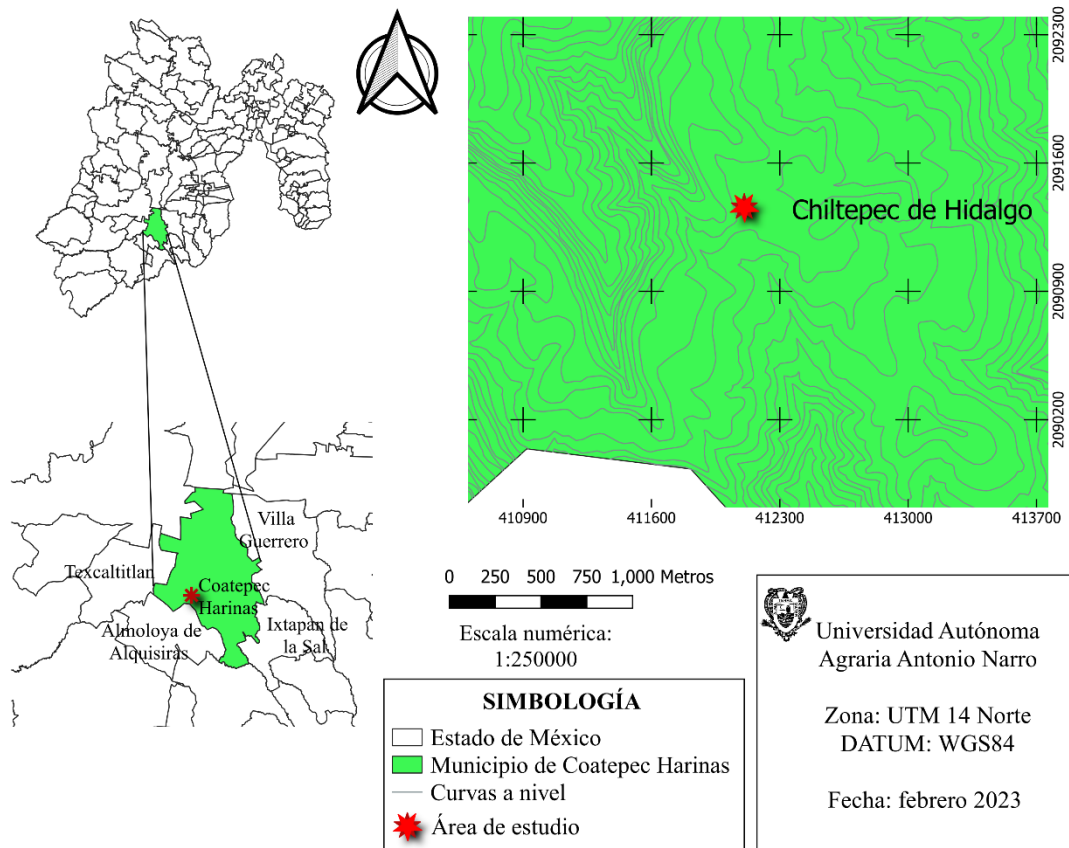 2092300
2091600
2090900
2090200
Chiltepec de Hidalgo
410900
411600
412300
413000
413700
Villa
Guerrero
Texcaltitlan
Coatepec
Harinas
Almoloya de
Alquisiras
Ixtapan de
la Sal
0 250 500 750 1,000 Metros
Escala numérica:
1:250000
SIMBOLOGÍA
Estado de México
Municipio de Coatepec Harinas
Curvas a nivel
Área de estudio
Universidad Autónoma
Agraria Antonio Narro
Zona: UTM 14 Norte
DATUM: WGS84
Fecha: febrero 2023